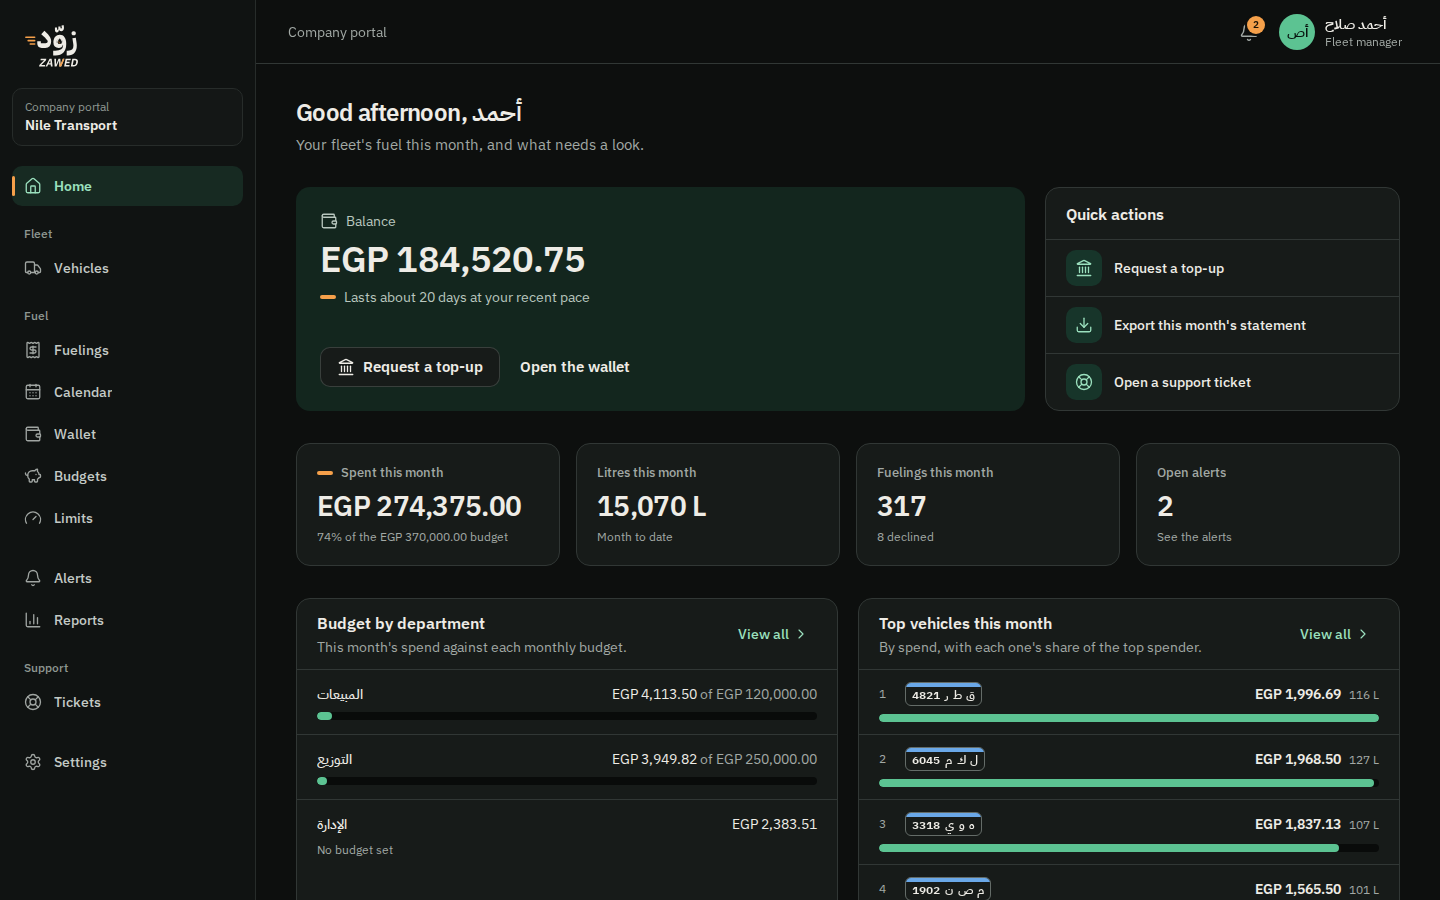 زوّد
ZAWED
Company portal
Nile Transport
Home
Fleet
Vehicles
Fuel
Fuelings
Calendar
Wallet
Budgets
Limits
Alerts
Reports
Support
Tickets
Settings
Company portal
2
أص
أحمد صلاح
Fleet manager
Good afternoon, أحمد
Your fleet's fuel this month, and what needs a look.
Balance
EGP 184,520.75
Lasts about 20 days at your recent pace
Request a top-up
Open the wallet
Quick actions
Request a top-up
Export this month's statement
Open a support ticket
Spent this month
EGP 274,375.00
74% of the EGP 370,000.00 budget
Litres this month
15,070 L
Month to date
Fuelings this month
317
8 declined
Open alerts
2
See the alerts
Budget by department
This month's spend against each monthly budget.
View all
المبيعات
EGP 4,113.50 of EGP 120,000.00
التوزيع
EGP 3,949.82 of EGP 250,000.00
الإدارة
EGP 2,383.51
No budget set
Top vehicles this month
By spend, with each one's share of the top spender.
View all
1 ق ط ر 4821 EGP 1,996.69 116 L
2 ل ك م 6045 EGP 1,968.50 127 L
3 ه و ي 3318 EGP 1,837.13 107 L
4 م ص ن 1902 EGP 1,565.50 101 L